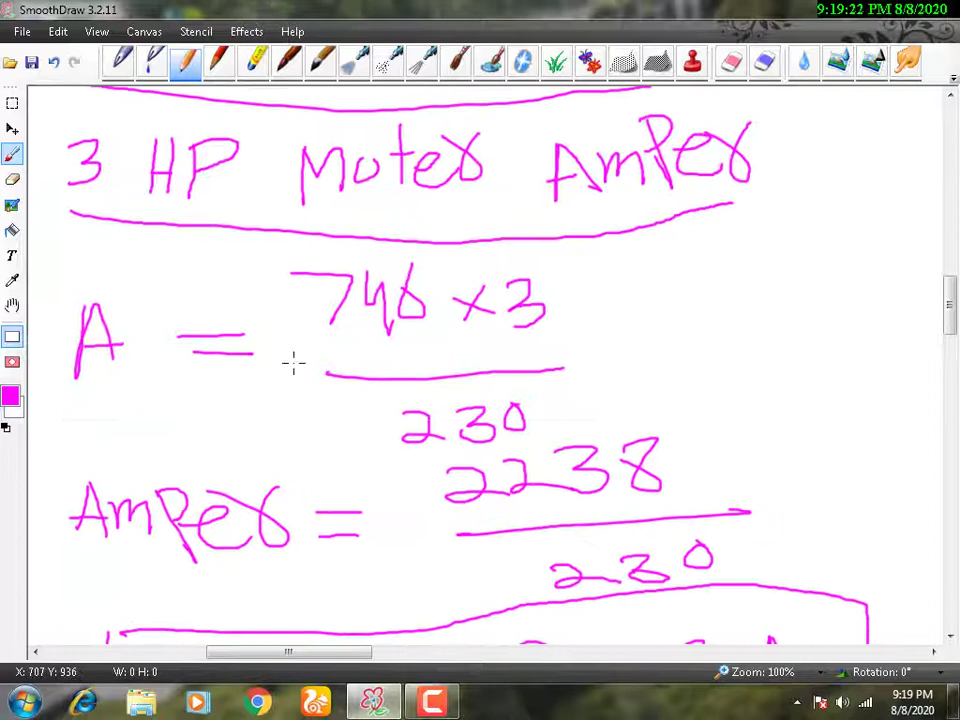 SmoothDraw 3.2.11
9:19:22 PM 8/8/2020
File Edit View Canvas Stencil Effects Help
3 HP Moter Amper
A = 746 x 3
230
Amper = 2238
230
X: 707 Y: 936 W: 0 H: 0 Zoom: 100% Rotation: 0°
9:19 PM
8/8/2020